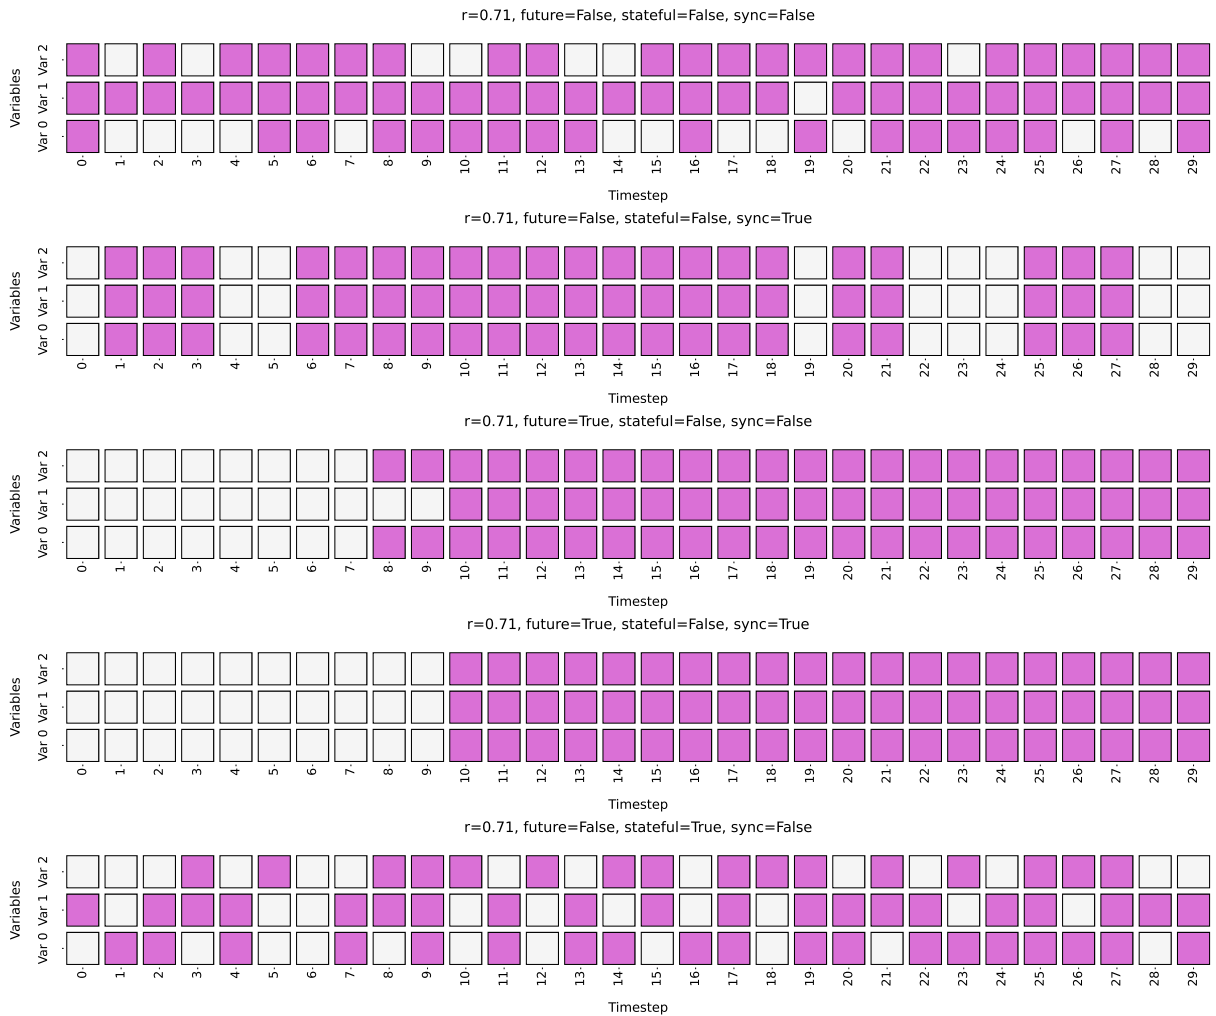 r=0.71, future=False, stateful=False, sync=False
Variables
Var 2
Var 1
Var 0
0 1 2 3 4 5 6 7 8 9 10 11 12 13 14 15 16 17 18 19 20 21 22 23 24 25 26 27 28 29
Timestep
r=0.71, future=False, stateful=False, sync=True
Variables
Var 2
Var 1
Var 0
0 1 2 3 4 5 6 7 8 9 10 11 12 13 14 15 16 17 18 19 20 21 22 23 24 25 26 27 28 29
Timestep
r=0.71, future=True, stateful=False, sync=False
Variables
Var 2
Var 1
Var 0
0 1 2 3 4 5 6 7 8 9 10 11 12 13 14 15 16 17 18 19 20 21 22 23 24 25 26 27 28 29
Timestep
r=0.71, future=True, stateful=False, sync=True
Variables
Var 2
Var 1
Var 0
0 1 2 3 4 5 6 7 8 9 10 11 12 13 14 15 16 17 18 19 20 21 22 23 24 25 26 27 28 29
Timestep
r=0.71, future=False, stateful=True, sync=False
Variables
Var 2
Var 1
Var 0
0 1 2 3 4 5 6 7 8 9 10 11 12 13 14 15 16 17 18 19 20 21 22 23 24 25 26 27 28 29
Timestep